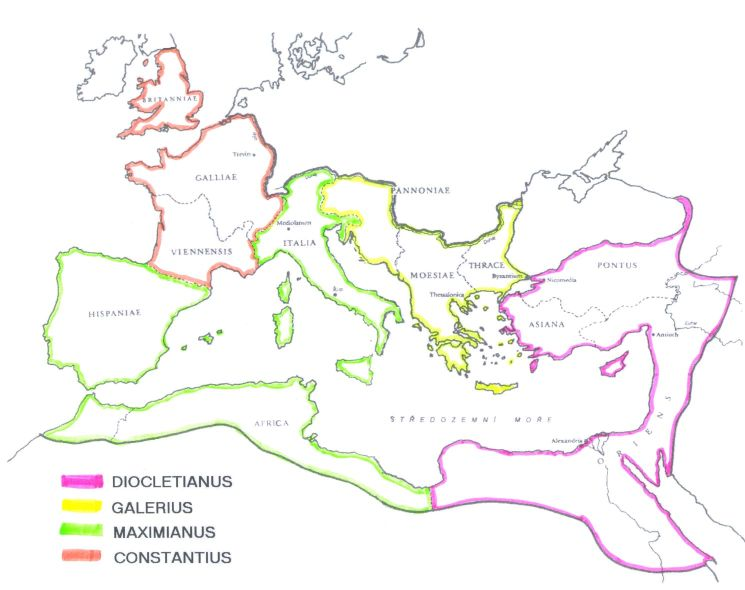 BRITANNIAE
Trevír
GALLIAE
PANNONIAE
Mediolanum
VIENNENSIS
ITALIA
MOESIAE
THRACE
Byzantium
PONTUS
Nicomedia
Thessalonica
HISPANIAE
ASIANA
Antioch
AFRICA
STŘEDOZEMNÍ MOŘE
Alexandria
ORIENS
DIOCLETIANUS
GALERIUS
MAXIMIANUS
CONSTANTIUS